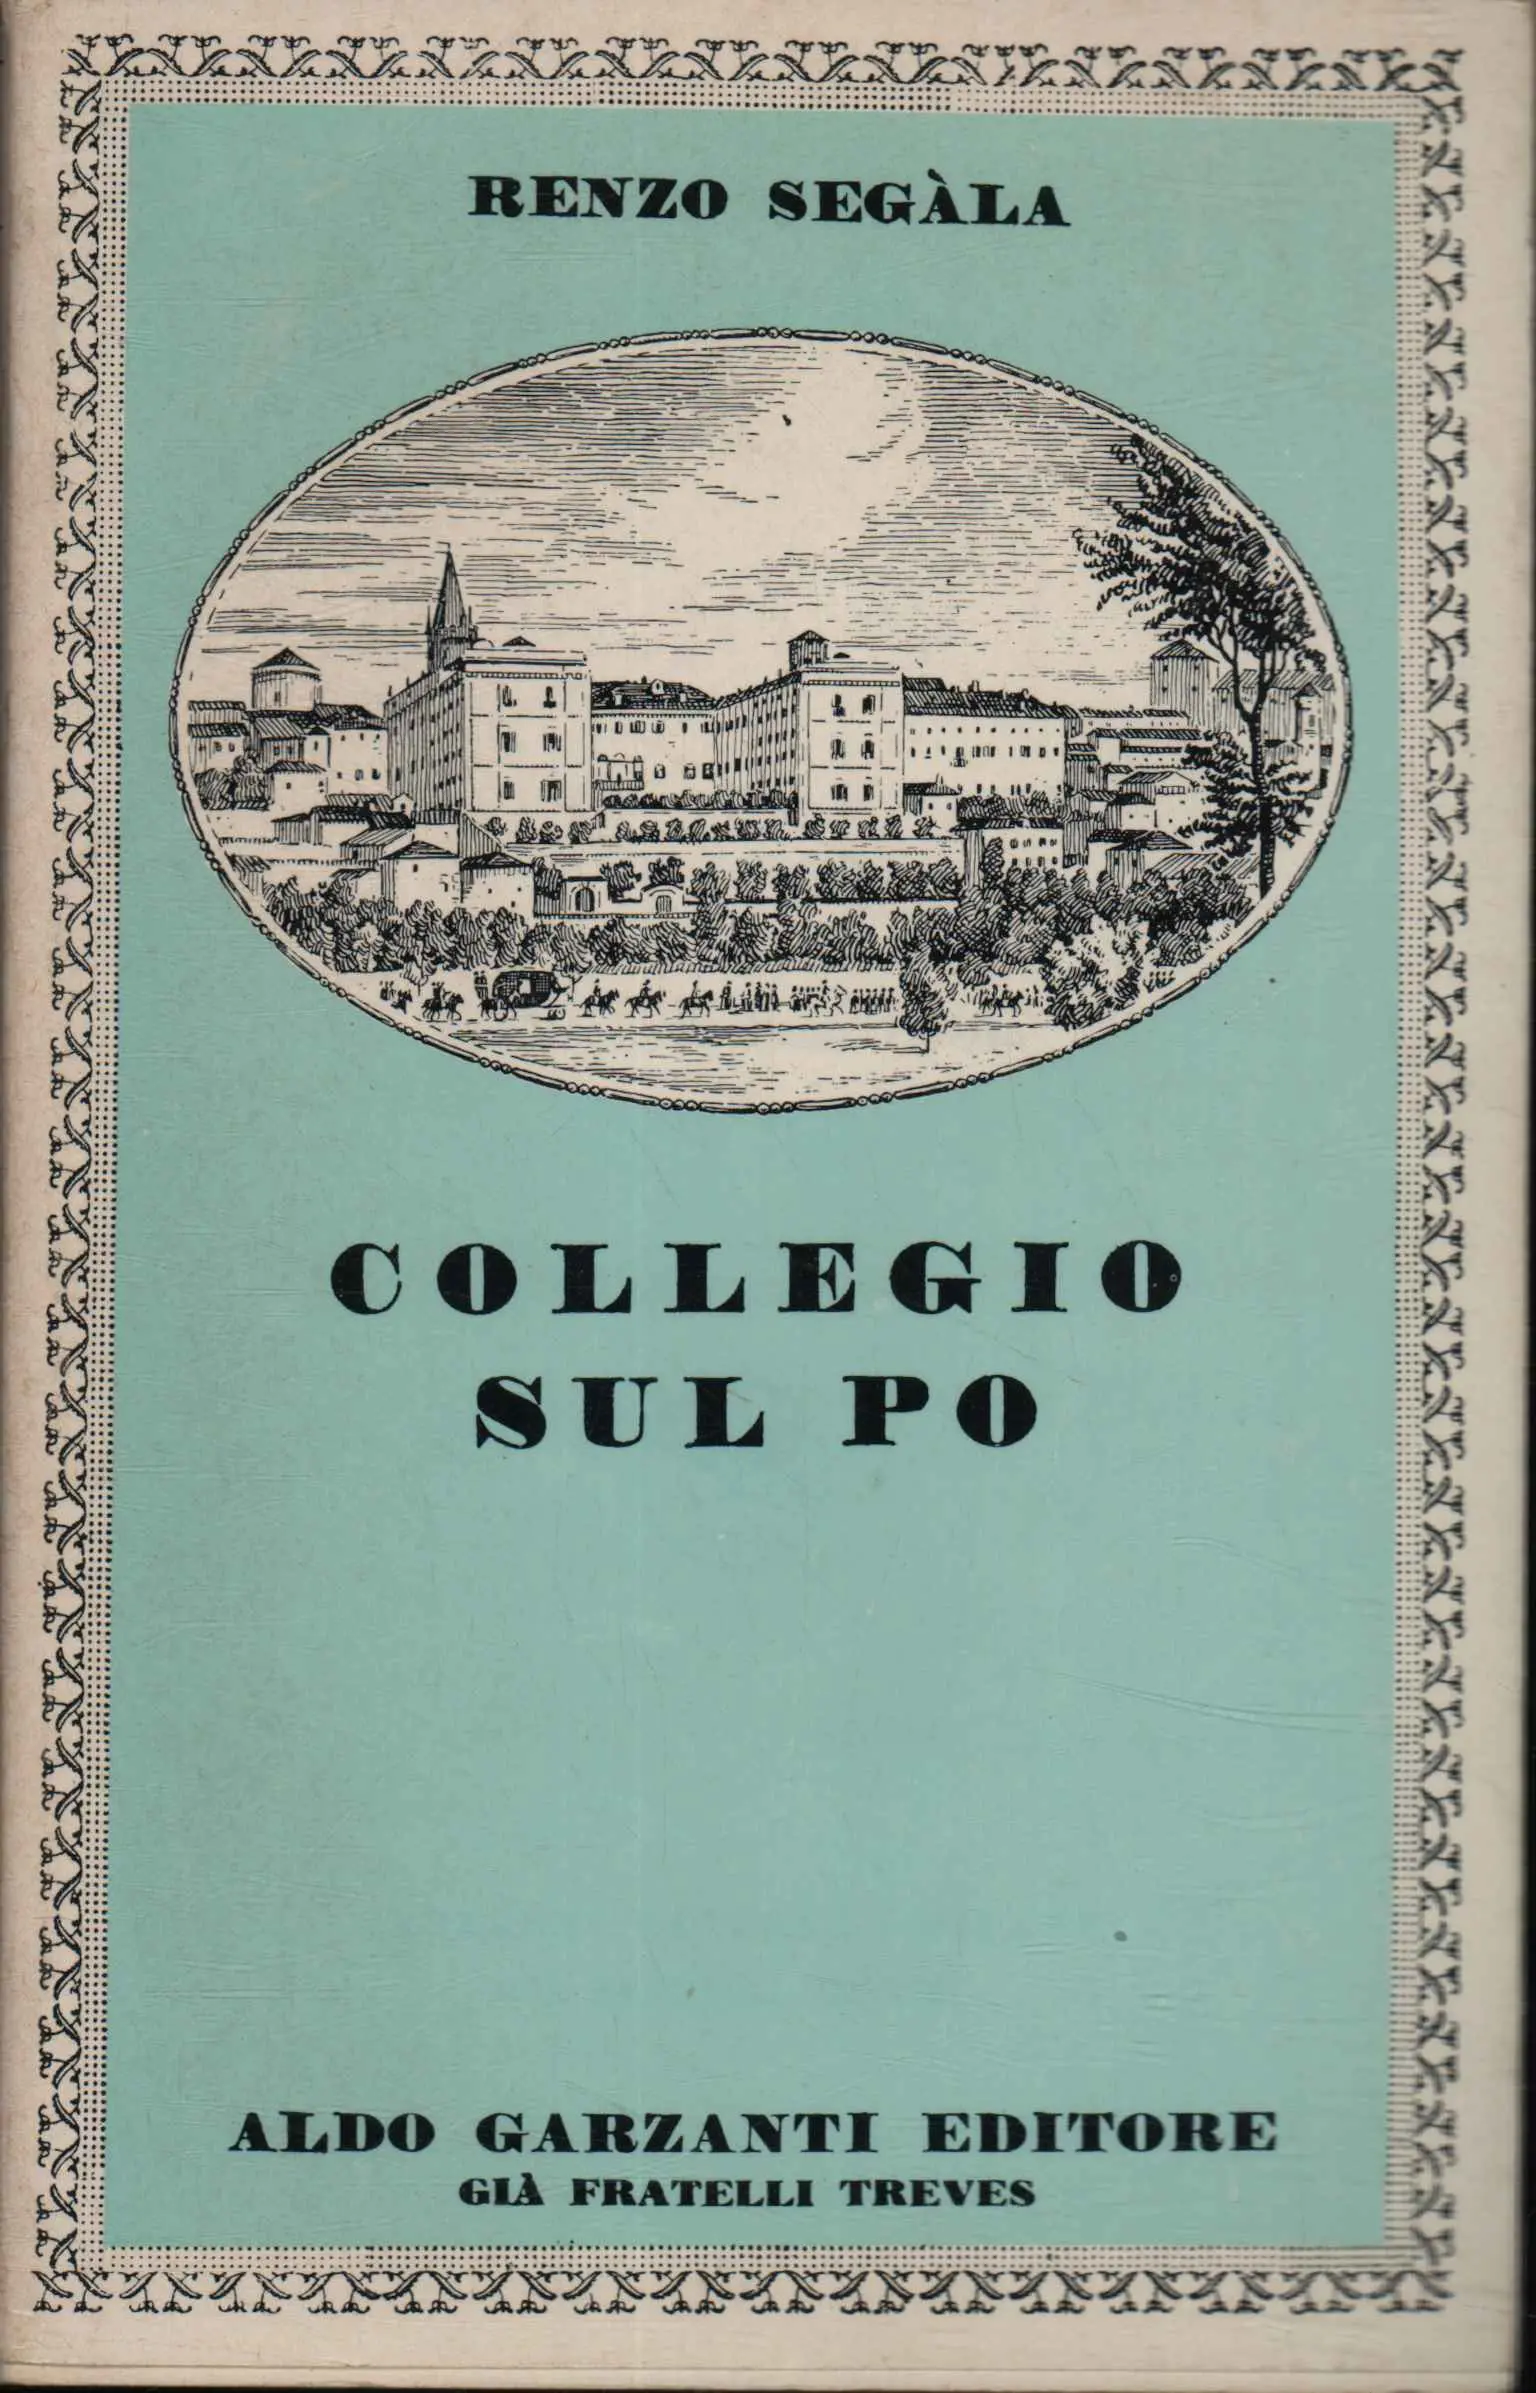 RENZO SEGÀLA
COLLEGIO
SUL PO
ALDO GARZANTI EDITORE
GIÀ FRATELLI TREVES